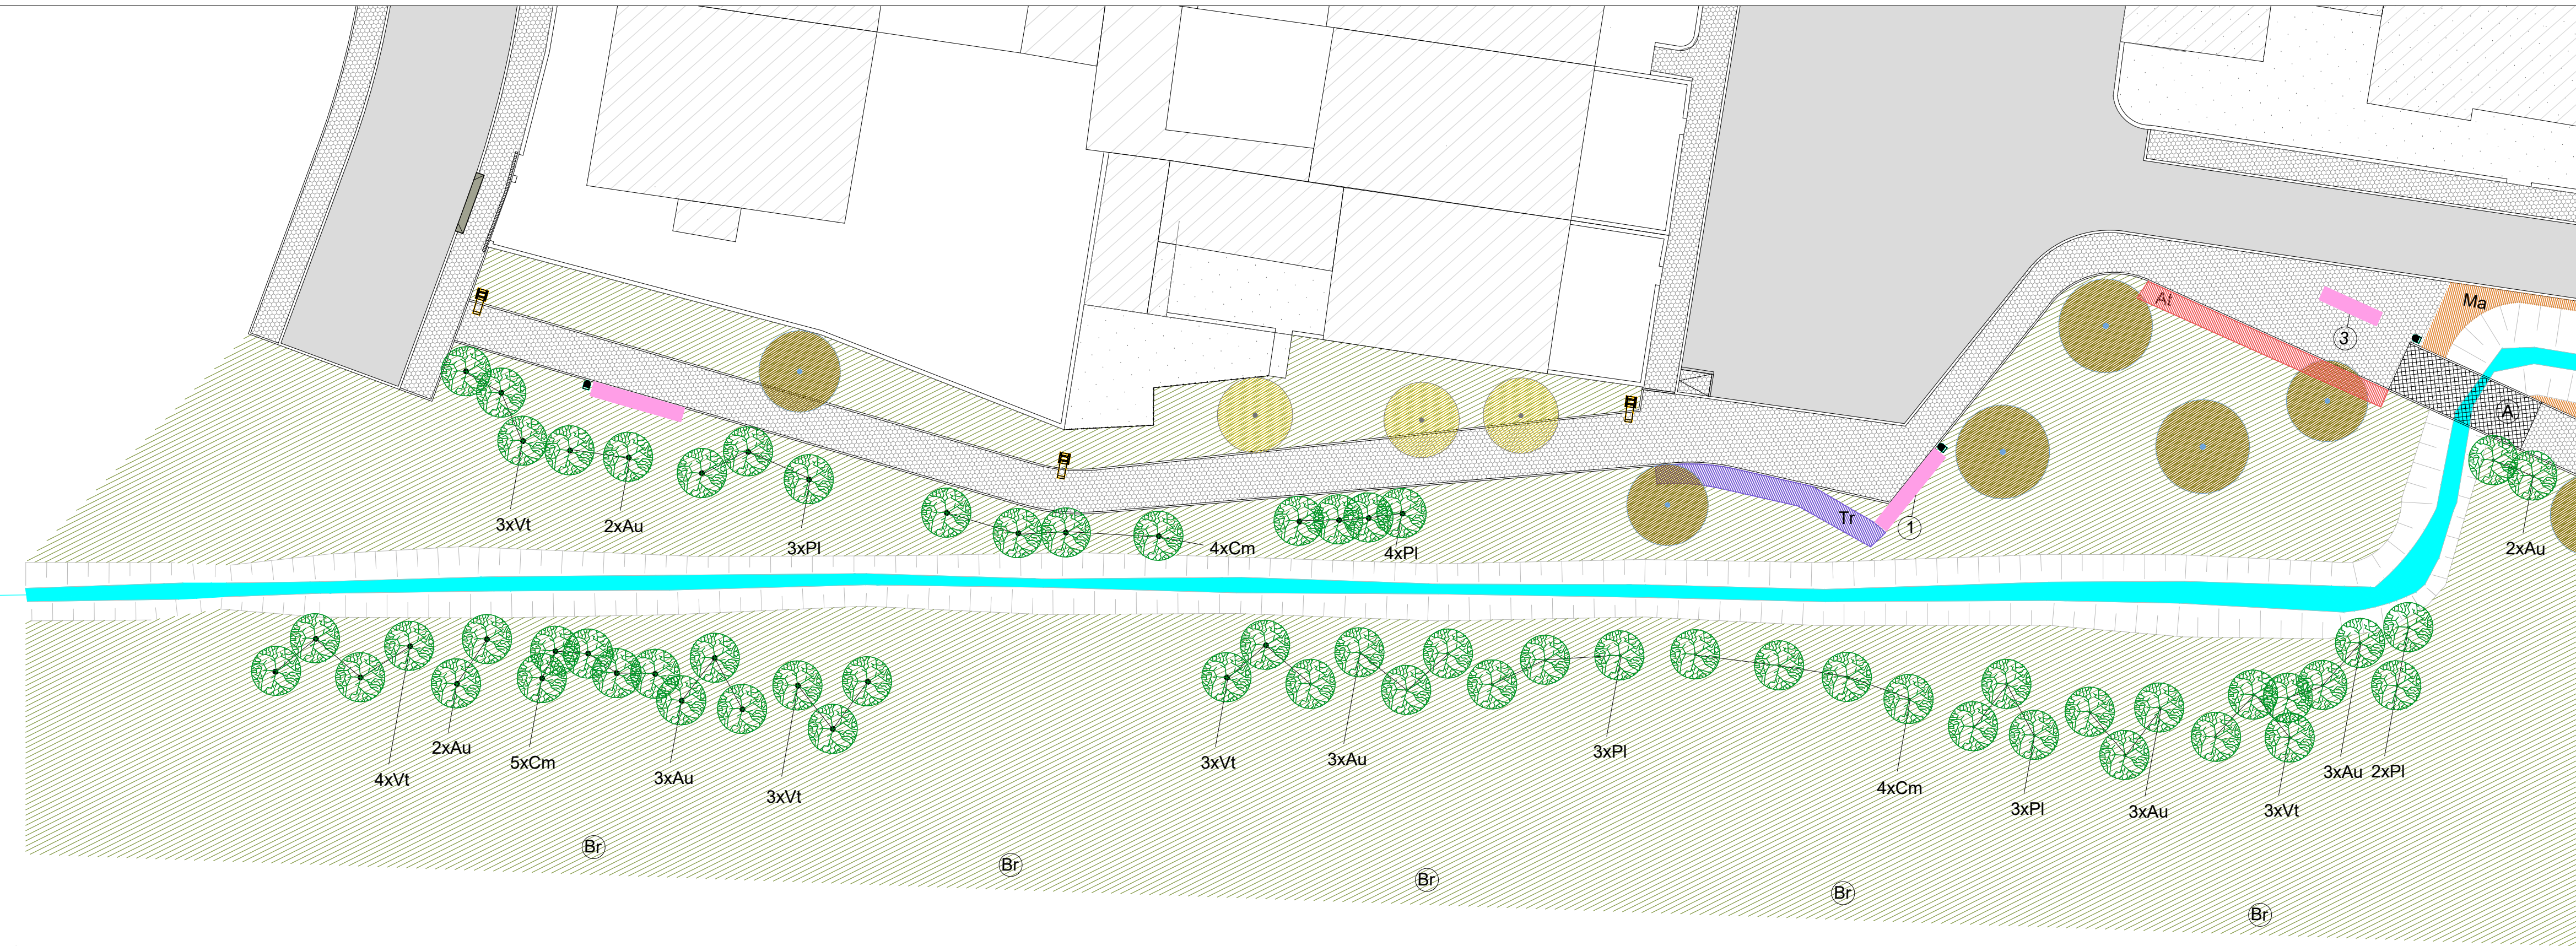 At
Ma
3
A
3xVt
2xAu
3xPl
4xCm
4xPl
Tr
1
2xAu
4xVt
2xAu
5xCm
3xAu
3xVt
3xVt
3xAu
3xPl
4xCm
3xPl
3xAu
3xVt
3xAu
2xPl
Br
Br
Br
Br
Br